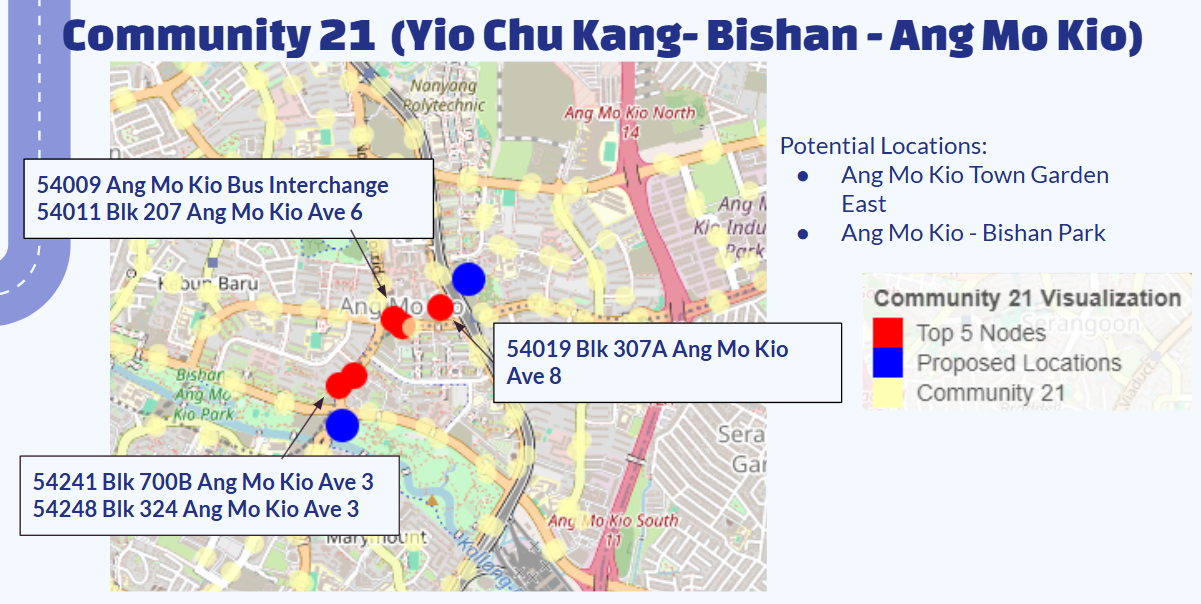 Community 21 (Yio Chu Kang- Bishan - Ang Mo Kio)
Nanyang
Polytechnic
Ang Mo Kio North
14
Potential Locations:
● Ang Mo Kio Town Garden
East
● Ang Mo Kio - Bishan Park
54009 Ang Mo Kio Bus Interchange
54011 Blk 207 Ang Mo Kio Ave 6
Ang M
Kio Indu
Park
Kebun Baru
Ang Mo Kio
Community 21 Visualization
Top 5 Nodes
Proposed Locations
Community 21
Serangoon
54019 Blk 307A Ang Mo Kio
Ave 8
Bishan
Ang Mo
Kio Park
Sera
Gar
54241 Blk 700B Ang Mo Kio Ave 3
54248 Blk 324 Ang Mo Kio Ave 3
Ang Mo Kio South
11
Marymount
Kallang